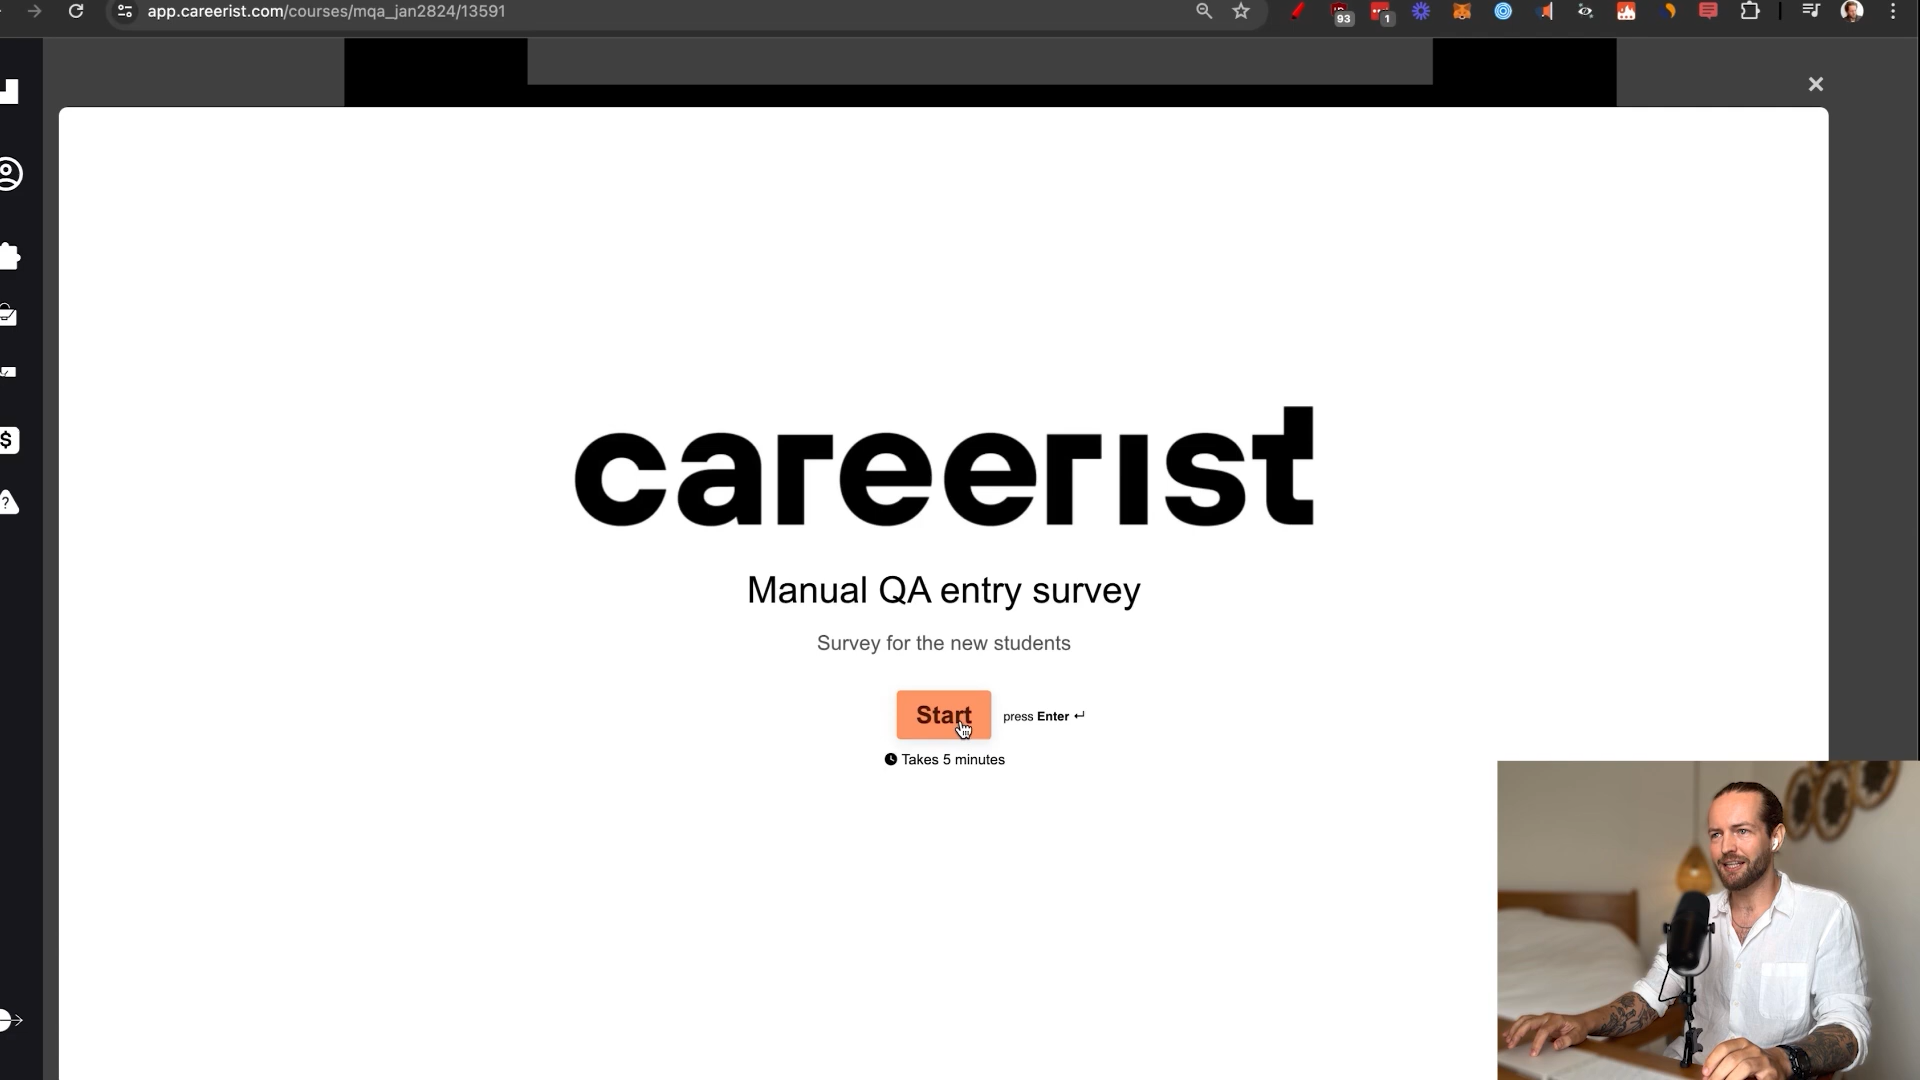 app.careerist.com/courses/mqa_jan2824/13591
93
1
careerist
Manual QA entry survey
Survey for the new students
Start
press Enter ↵
Takes 5 minutes